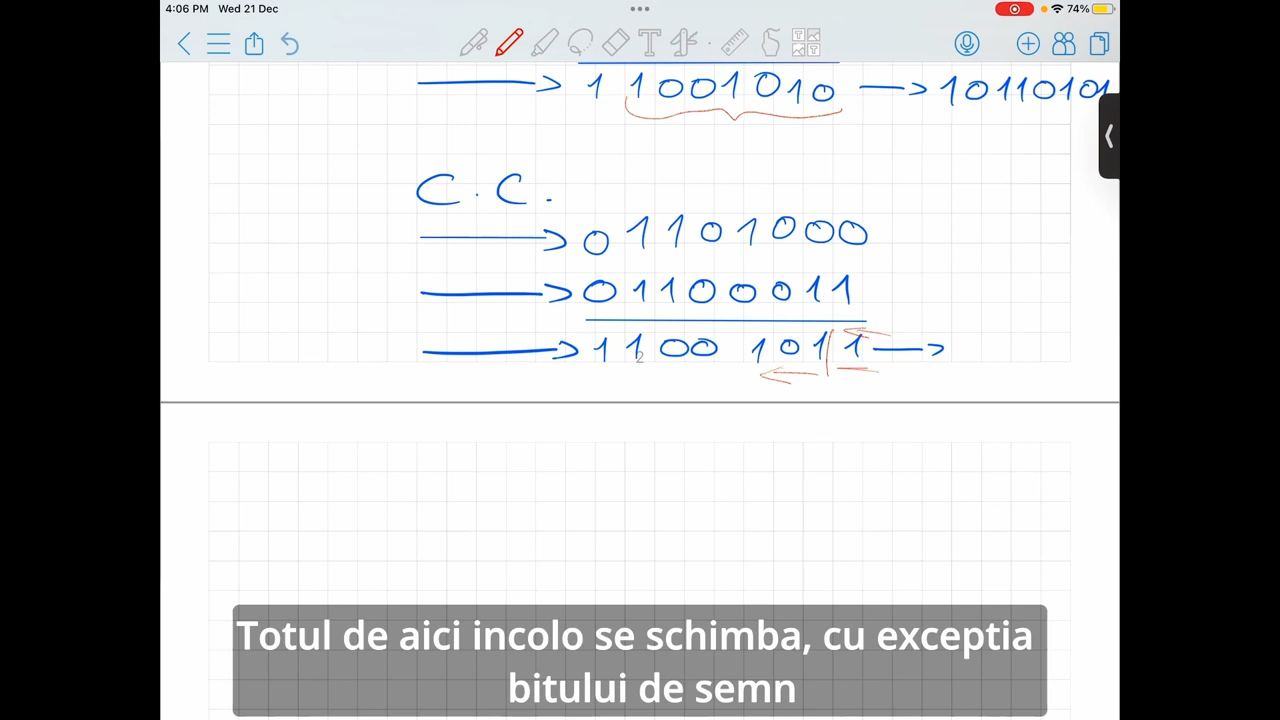 4:06 PM Wed 21 Dec
74%
1 1001010 → 10110101
C.C.
→ 01101000
→ 01100011
→ 1100 1011 →
Totul de aici incolo se schimba, cu exceptia
bitului de semn